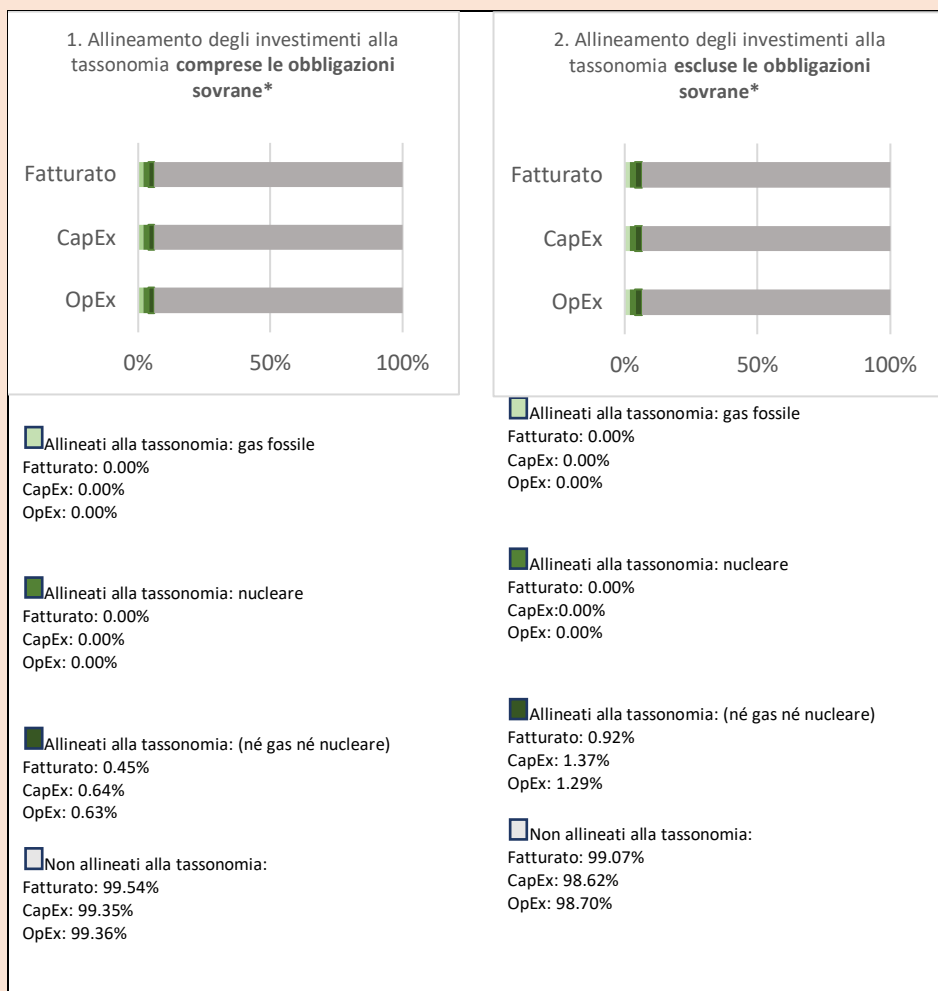 1. Allineamento degli investimenti alla
tassonomia comprese le obbligazioni
sovrane*
Fatturato
CapEx
OpEx
0%
50%
100%
Allineati alla tassonomia: gas fossile
Fatturato: 0.00%
CapEx: 0.00%
OpEx: 0.00%
Allineati alla tassonomia: nucleare
Fatturato: 0.00%
CapEx: 0.00%
OpEx: 0.00%
Allineati alla tassonomia: (né gas né nucleare)
Fatturato: 0.45%
CapEx: 0.64%
OpEx: 0.63%
Non allineati alla tassonomia:
Fatturato: 99.54%
CapEx: 99.35%
OpEx: 99.36%
2. Allineamento degli investimenti alla
tassonomia escluse le obbligazioni
sovrane*
Fatturato
CapEx
OpEx
0%
50%
100%
Allineati alla tassonomia: gas fossile
Fatturato: 0.00%
CapEx: 0.00%
OpEx: 0.00%
Allineati alla tassonomia: nucleare
Fatturato: 0.00%
CapEx:0.00%
OpEx: 0.00%
Allineati alla tassonomia: (né gas né nucleare)
Fatturato: 0.92%
CapEx: 1.37%
OpEx: 1.29%
Non allineati alla tassonomia:
Fatturato: 99.07%
CapEx: 98.62%
OpEx: 98.70%